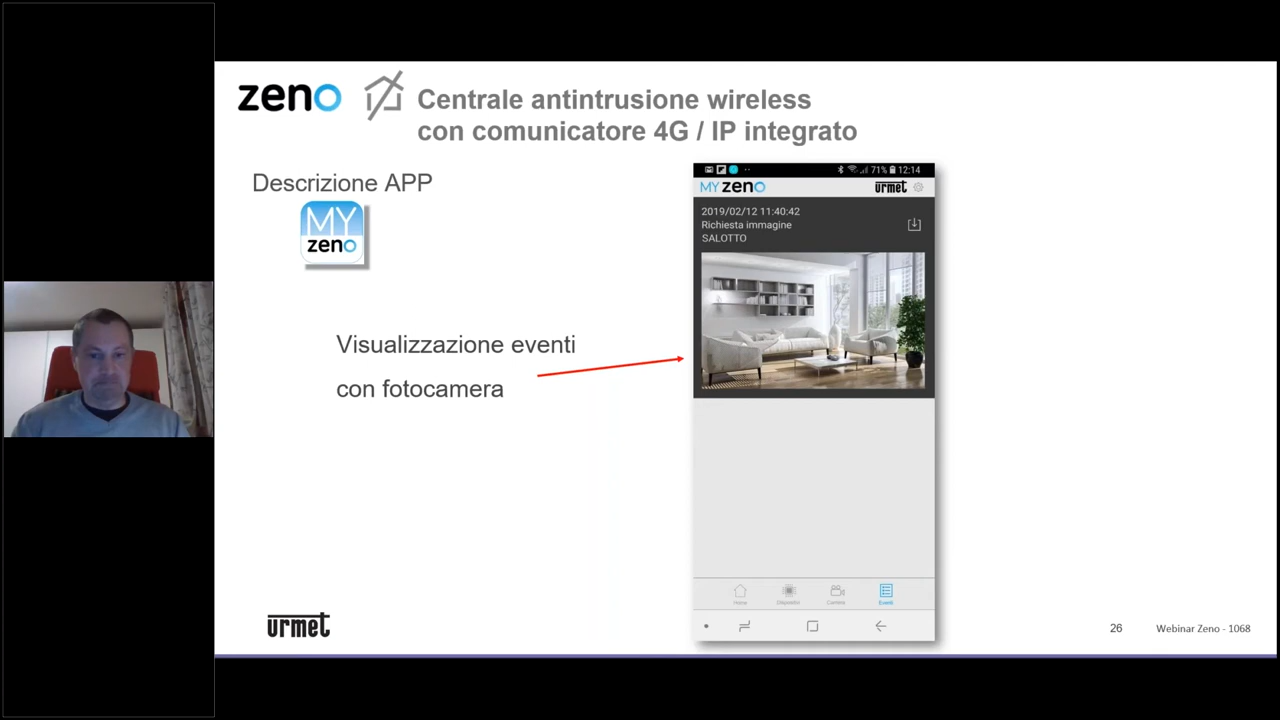 zeno
Centrale antintrusione wireless
con comunicatore 4G / IP integrato
Descrizione APP
MY
zeno
Visualizzazione eventi
con fotocamera
71% 12:14
MY zeno
urmet
2019/02/12 11:40:42
Richiesta immagine
SALOTTO
Home
Dispositivi
Eventi
urmet
26
Webinar Zeno - 1068